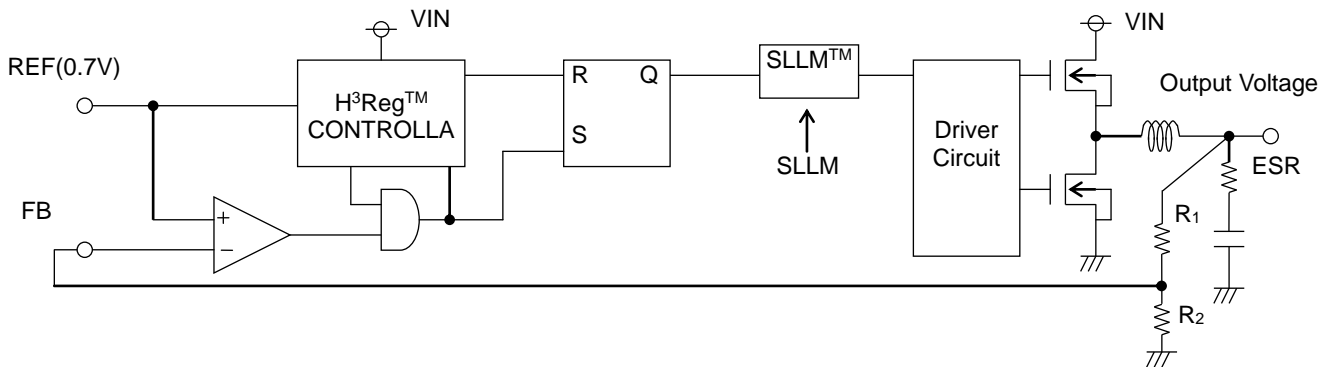 VIN
REF(0.7V)
H³Reg™
CONTROLLA
R
Q
S
SLLM™
SLLM
Driver
Circuit
VIN
Output Voltage
ESR
FB
+
−
R₁
R₂